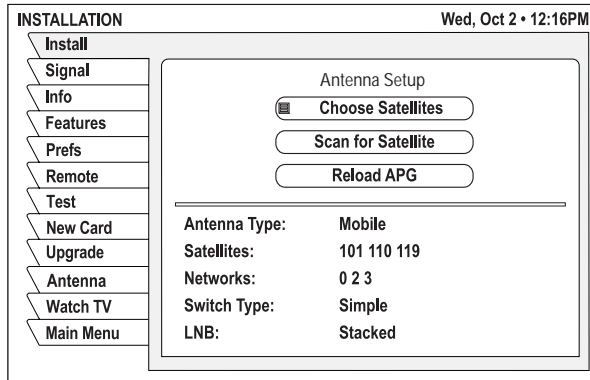 INSTALLATION Wed, Oct 2 • 12:16PM
Install
Signal
Info
Features
Prefs
Remote
Test
New Card
Upgrade
Antenna
Watch TV
Main Menu
Antenna Setup
Choose Satellites
Scan for Satellite
Reload APG
Antenna Type: Mobile
Satellites: 101 110 119
Networks: 0 2 3
Switch Type: Simple
LNB: Stacked